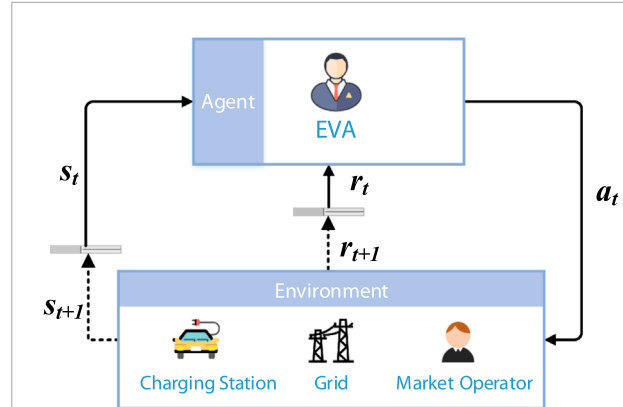 Agent
EVA
s_t
r_t
a_t
r_{t+1}
s_{t+1}
Environment
Charging Station
Grid
Market Operator